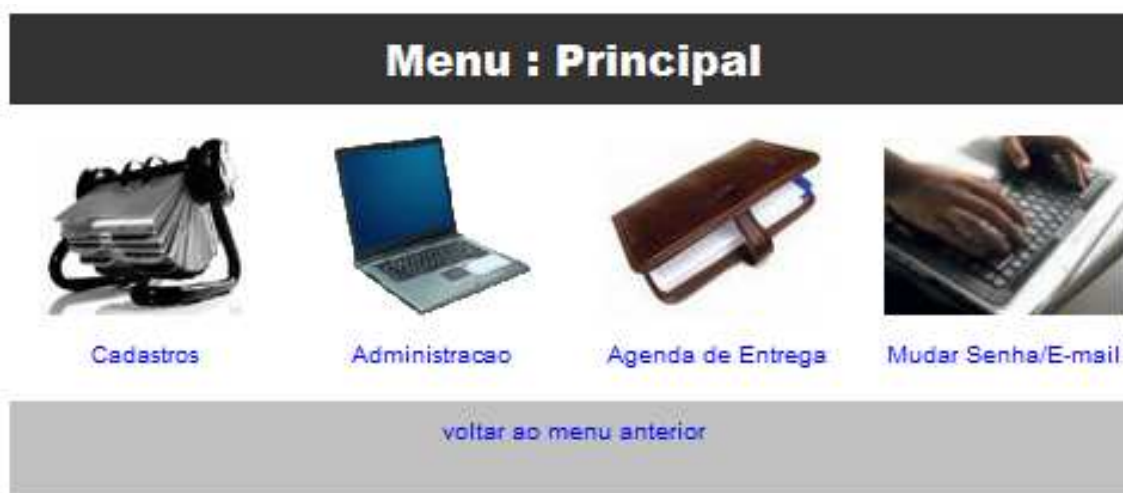 Menu : Principal
Cadastros
Administracao
Agenda de Entrega
Mudar Senha/E-mail
voltar ao menu anterior